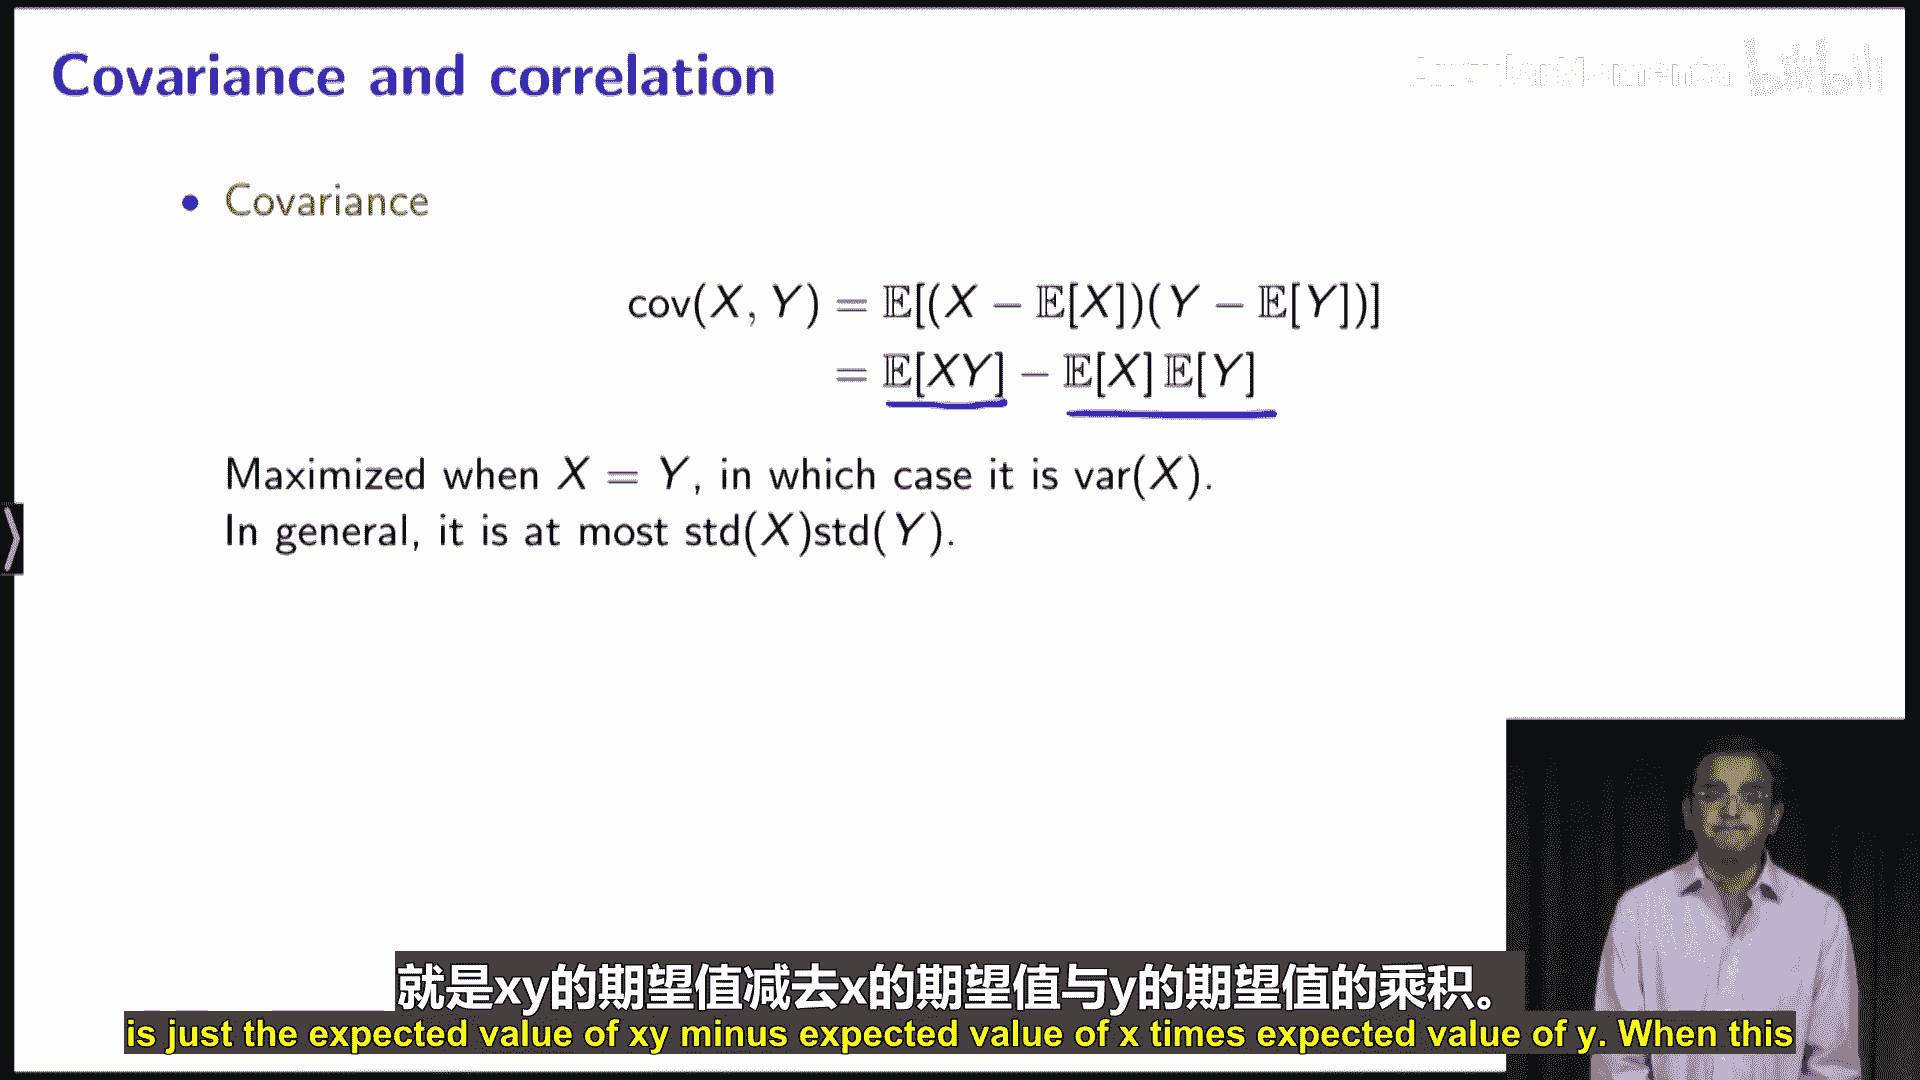 Covariance and correlation
bilibili
• Covariance
cov(X, Y) = 𝔼[(X − 𝔼[X])(Y − 𝔼[Y])]
= 𝔼[XY] − 𝔼[X] 𝔼[Y]
Maximized when X = Y, in which case it is var(X).
In general, it is at most std(X)std(Y).
就是xy的期望值减去x的期望值与y的期望值的乘积。
is just the expected value of xy minus expected value of x times expected value of y. When this